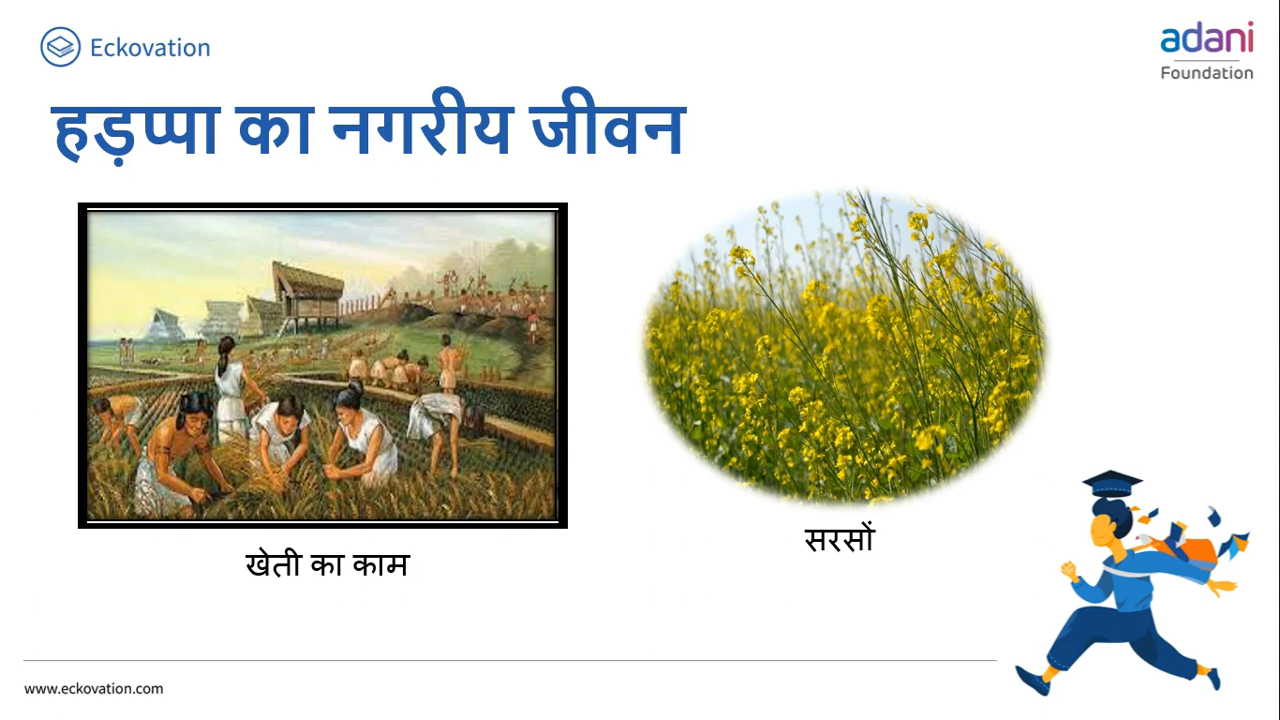 Eckovation
adani
Foundation
हड़प्पा का नगरीय जीवन
खेती का काम
सरसों
www.eckovation.com